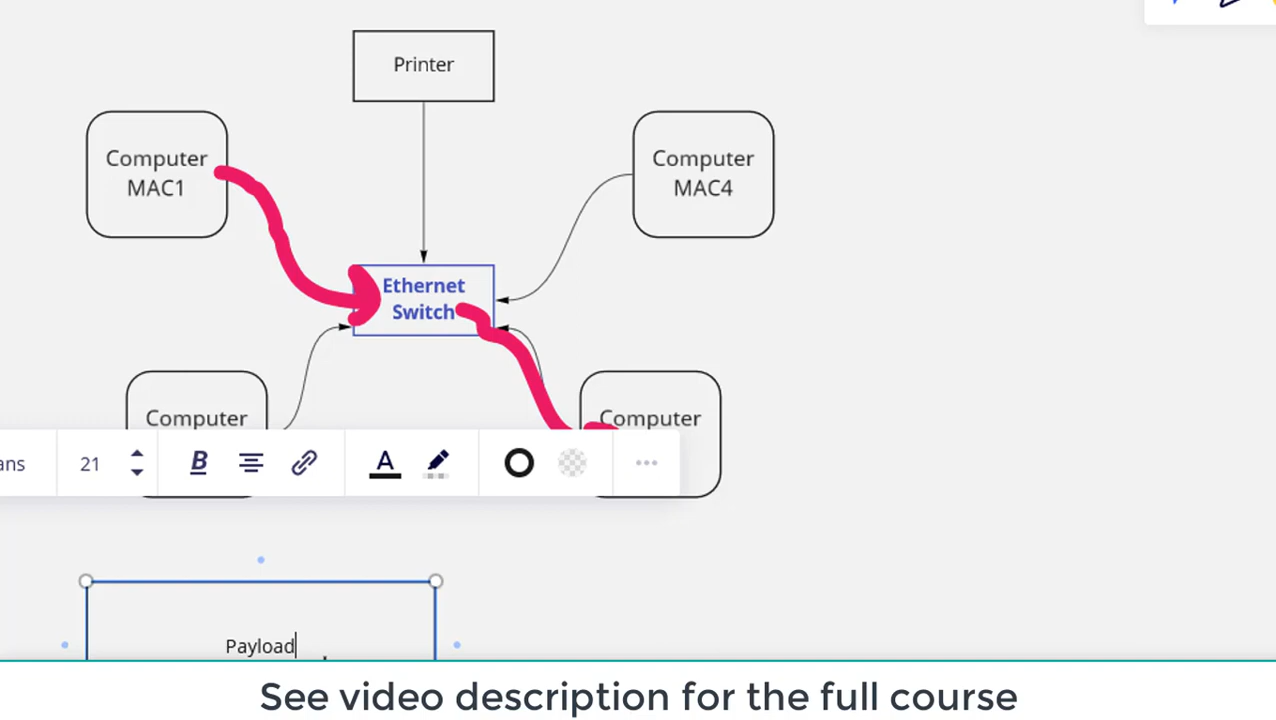 Printer
Computer
MAC1
Computer
MAC4
Ethernet
Switch
Computer
Computer
ans
21
B
A
Payload
See video description for the full course